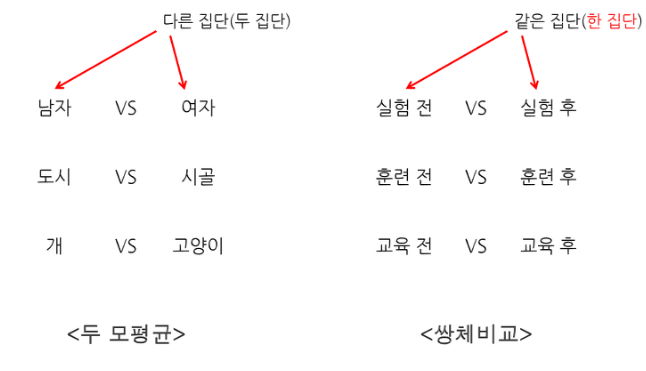 다른 집단(두 집단)
남자 VS 여자
도시 VS 시골
개 VS 고양이
<두 모평균>
같은 집단(한 집단)
실험 전 VS 실험 후
훈련 전 VS 훈련 후
교육 전 VS 교육 후
<쌍체비교>